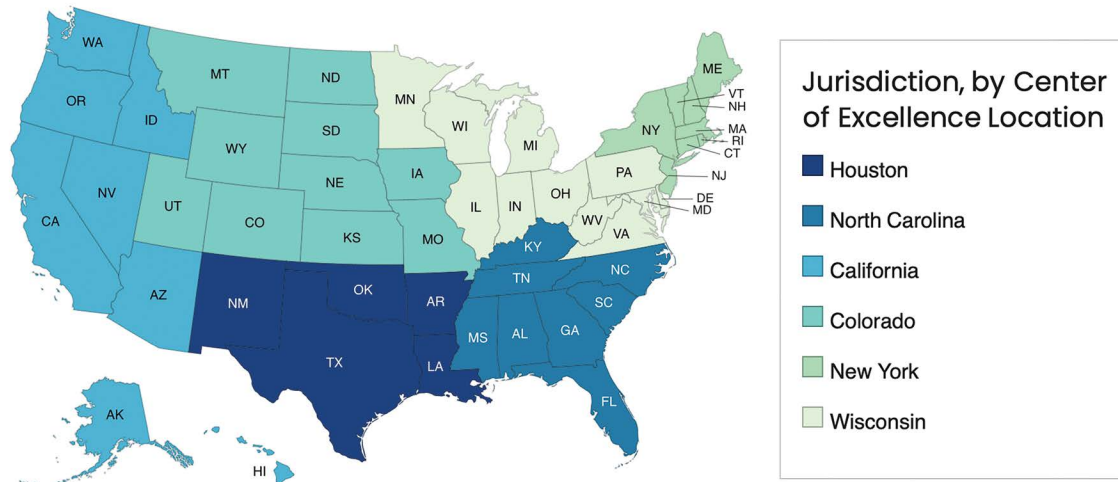 WA
MT
ND
MN
ME
VT
NH
OR
ID
WY
SD
WI
MI
NY
MA
RI
CT
NV
UT
CO
NE
IA
IL
IN
OH
PA
NJ
DE
MD
CA
KS
MO
WV
VA
KY
AZ
NM
OK
AR
TN
NC
SC
TX
LA
MS
AL
GA
FL
AK
HI
Jurisdiction, by Center
of Excellence Location
Houston
North Carolina
California
Colorado
New York
Wisconsin